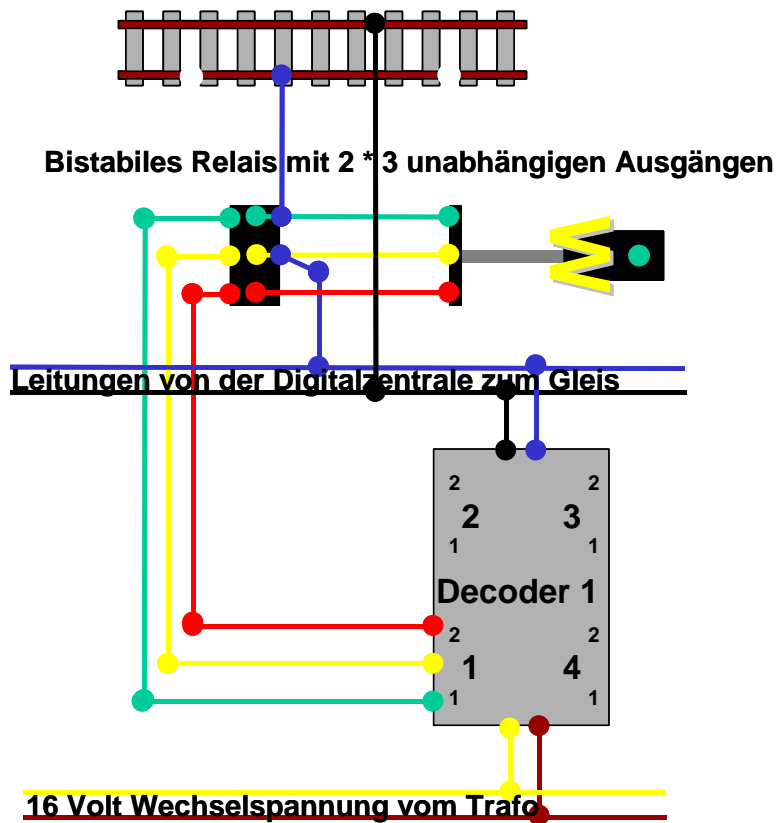 Bistabiles Relais mit 2 * 3 unabhängigen Ausgängen
W
Leitungen von der Digitalzentrale zum Gleis
2 2
2 3
1 1
Decoder 1
2 2
1 4
1 1
16 Volt Wechselspannung vom Trafo